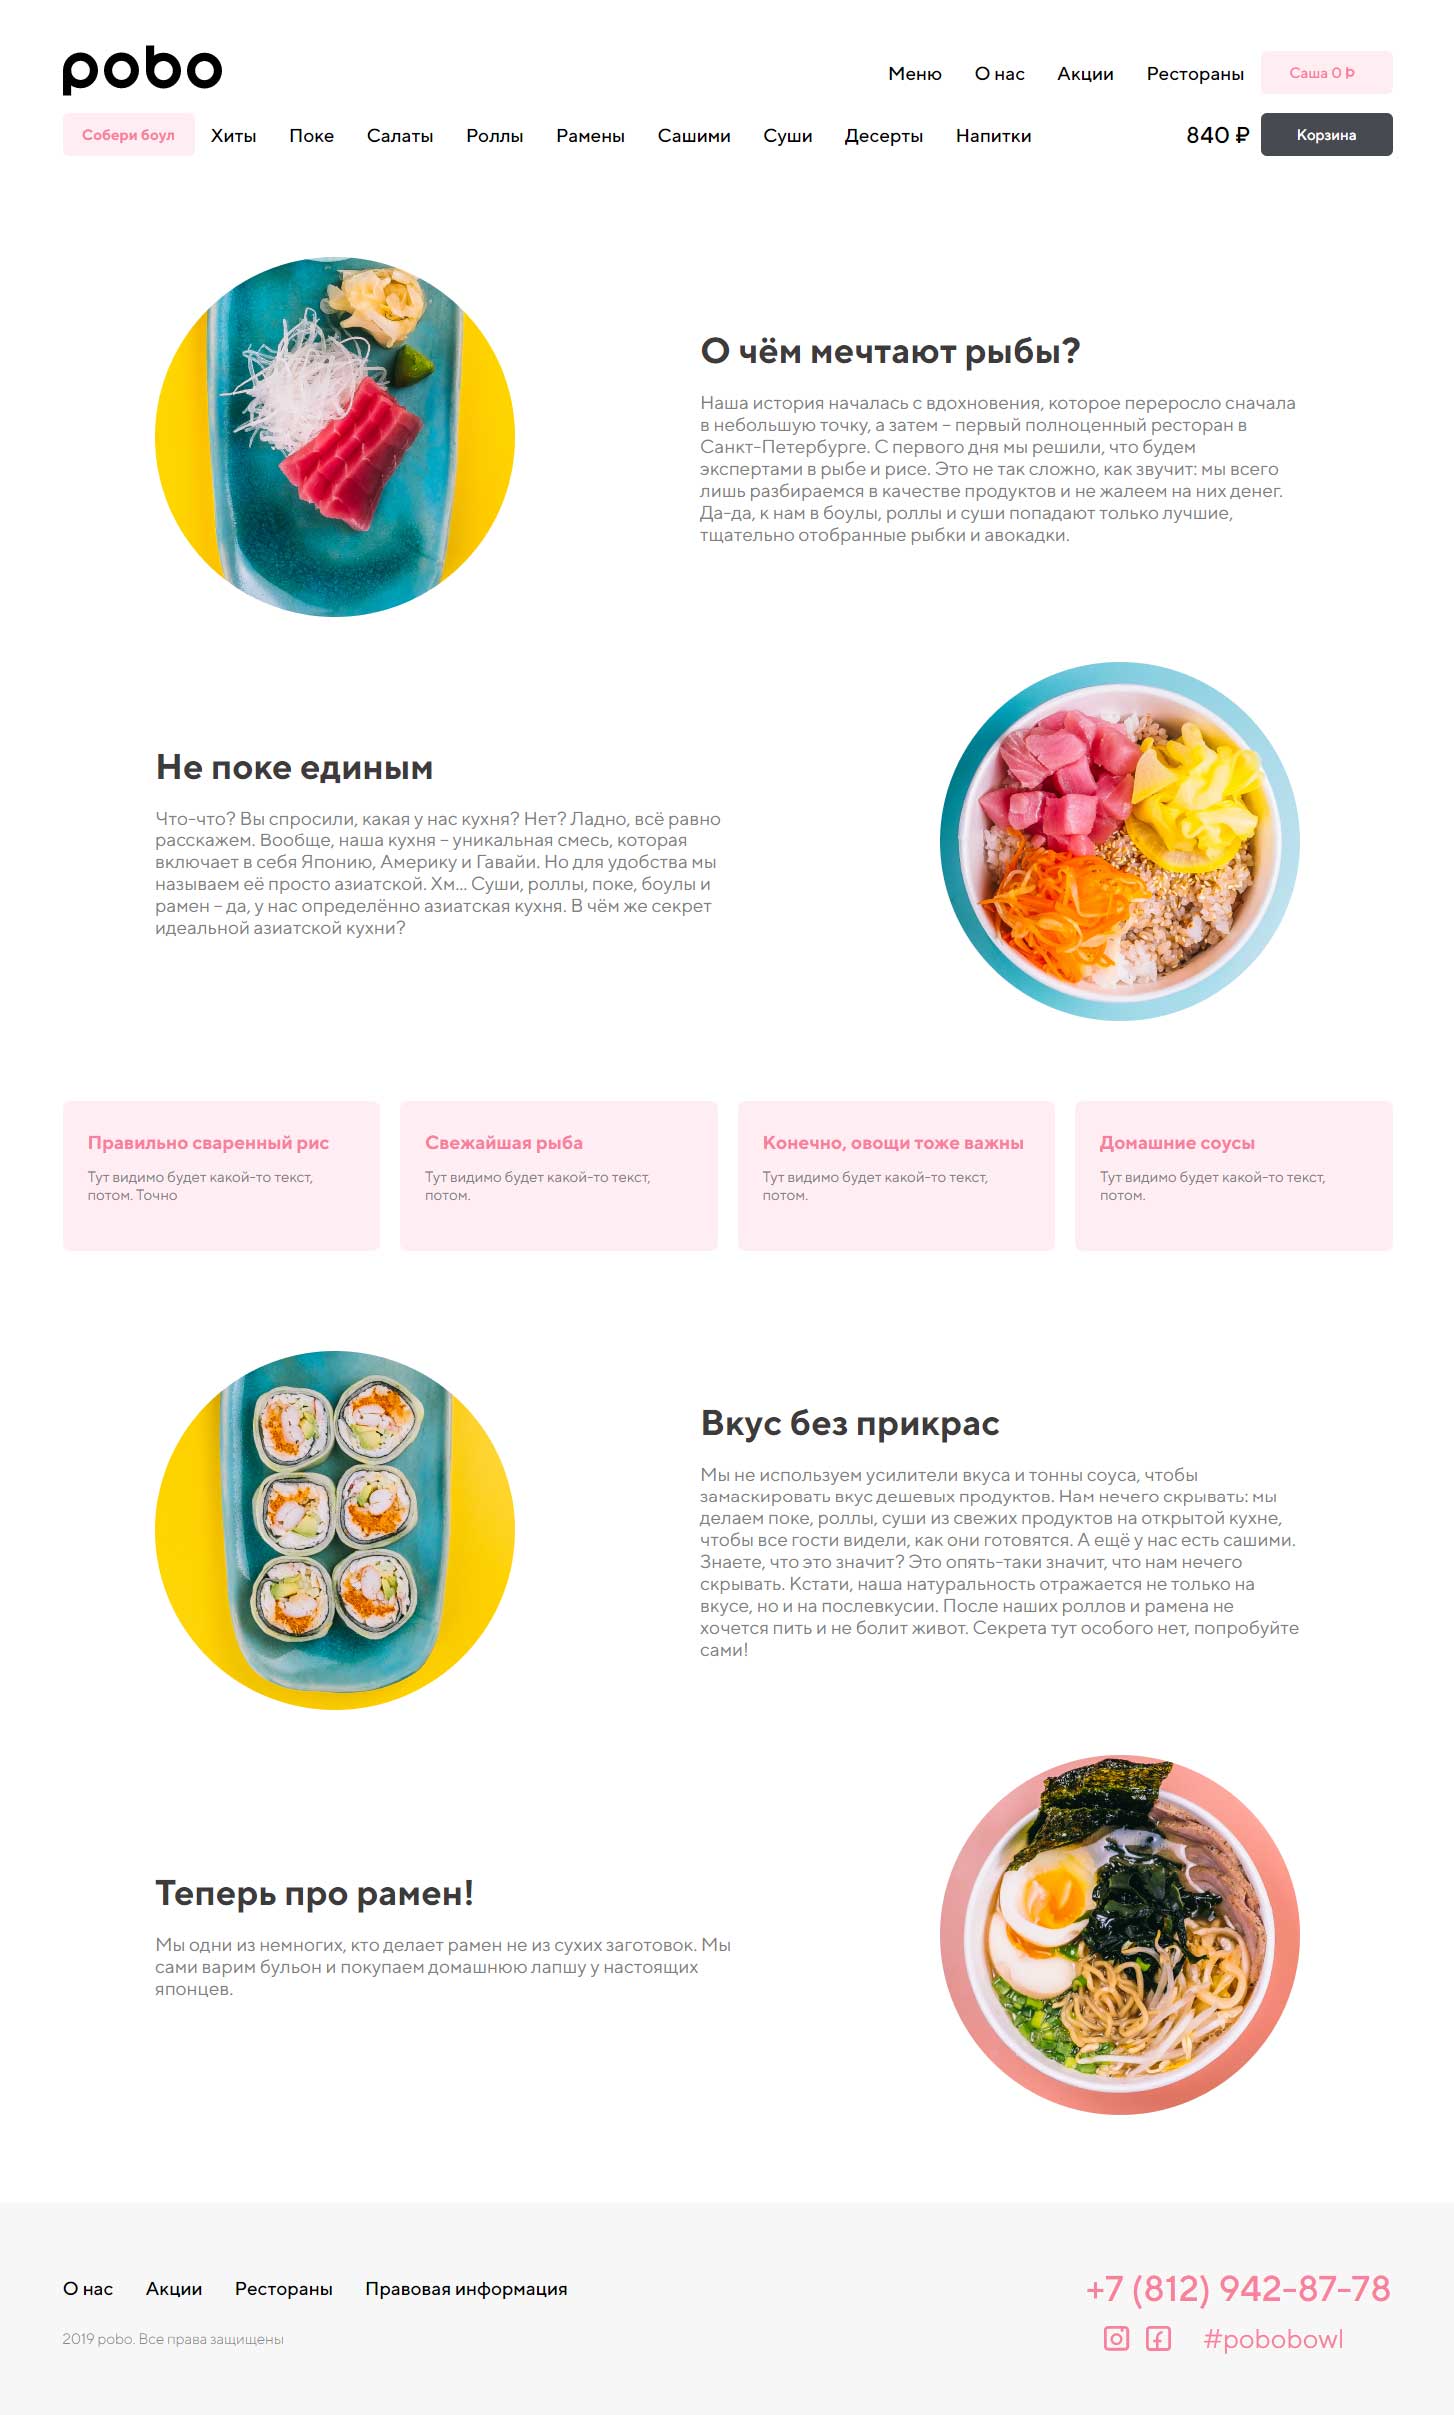 pobo
Меню О нас Акции Рестораны Саша 0 Þ
Собери боул Хиты Поке Салаты Роллы Рамены Сашими Суши Десерты Напитки 840 ₽ Корзина
О чём мечтают рыбы?
Наша история началась с вдохновения, которое переросло сначала
в небольшую точку, а затем – первый полноценный ресторан в
Санкт-Петербурге. С первого дня мы решили, что будем
экспертами в рыбе и рисе. Это не так сложно, как звучит: мы всего
лишь разбираемся в качестве продуктов и не жалеем на них денег.
Да-да, к нам в боулы, роллы и суши попадают только лучшие,
тщательно отобранные рыбки и авокадки.
Не поке единым
Что-что? Вы спросили, какая у нас кухня? Нет? Ладно, всё равно
расскажем. Вообще, наша кухня – уникальная смесь, которая
включает в себя Японию, Америку и Гавайи. Но для удобства мы
называем её просто азиатской. Хм... Суши, роллы, поке, боулы и
рамен – да, у нас определённо азиатская кухня. В чём же секрет
идеальной азиатской кухни?
Правильно сваренный рис
Тут видимо будет какой-то текст,
потом. Точно
Свежайшая рыба
Тут видимо будет какой-то текст,
потом.
Конечно, овощи тоже важны
Тут видимо будет какой-то текст,
потом.
Домашние соусы
Тут видимо будет какой-то текст,
потом.
Вкус без прикрас
Мы не используем усилители вкуса и тонны соуса, чтобы
замаскировать вкус дешевых продуктов. Нам нечего скрывать: мы
делаем поке, роллы, суши из свежих продуктов на открытой кухне,
чтобы все гости видели, как они готовятся. А ещё у нас есть сашими.
Знаете, что это значит? Это опять-таки значит, что нам нечего
скрывать. Кстати, наша натуральность отражается не только на
вкусе, но и на послевкусии. После наших роллов и рамена не
хочется пить и не болит живот. Секрета тут особого нет, попробуйте
сами!
Теперь про рамен!
Мы одни из немногих, кто делает рамен не из сухих заготовок. Мы
сами варим бульон и покупаем домашнюю лапшу у настоящих
японцев.
О нас Акции Рестораны Правовая информация
+7 (812) 942-87-78
2019 pobo. Все права защищены
#pobobowl